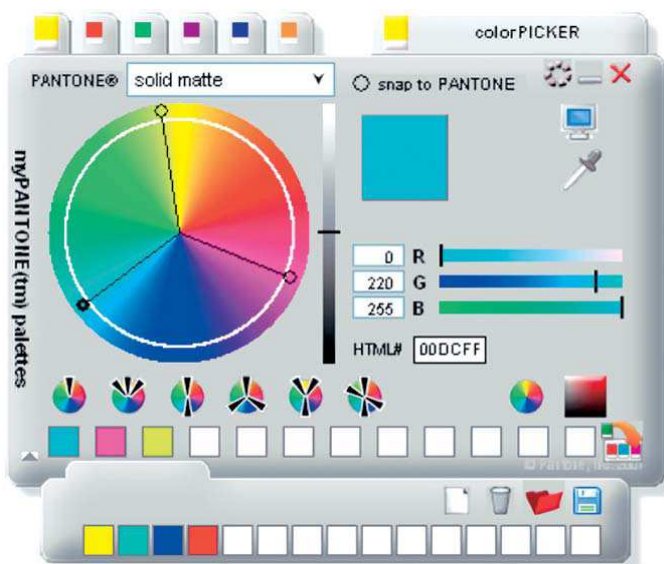 colorPICKER
PANTONE® solid matte
snap to PANTONE
myPANTONE(tm) palettes
0 R
220 G
255 B
HTML# 00DCFF